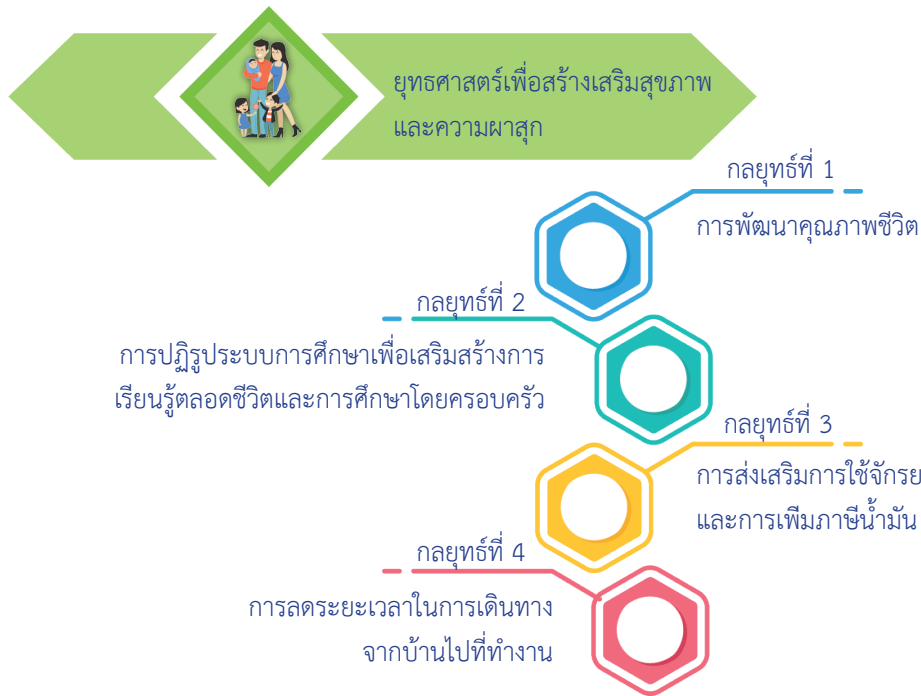 ยุทธศาสตร์เพื่อสร้างเสริมสุขภาพ
และความผาสุก
กลยุทธ์ที่ 1
การพัฒนาคุณภาพชีวิต
กลยุทธ์ที่ 2
การปฏิรูประบบการศึกษาเพื่อเสริมสร้างการ
เรียนรู้ตลอดชีวิตและการศึกษาโดยครอบครัว
กลยุทธ์ที่ 3
การส่งเสริมการใช้จักรย
และการเพีมภาษีน้ำมัน
กลยุทธ์ที่ 4
การลดระยะเวลาในการเดินทาง
จากบ้านไปที่ทำงาน